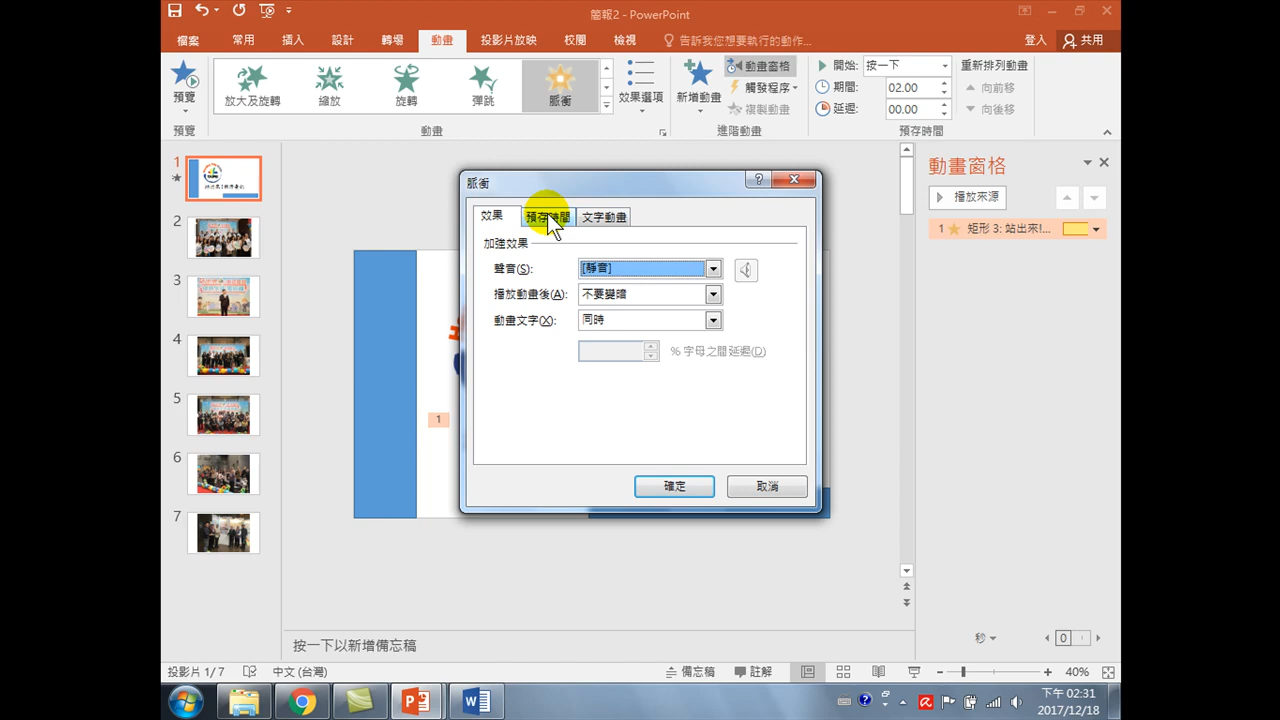 簡報2 - PowerPoint
檔案 常用 插入 設計 轉場 動畫 投影片放映 校閱 檢視 告訴我您想要執行的動作... 登入 共用
預覽 放大及旋轉 縮放 旋轉 彈跳 脈衝 效果選項 新增動畫
動畫窗格
觸發程序
複製動畫
開始: 按一下
期間: 02.00
延遲: 00.00
重新排列動畫
向前移
向後移
預覽 動畫 進階動畫 預存時間
1
2
3
4
5
6
7
1
脈衝
效果 預存時間 文字動畫
加強效果
聲音(S): [靜音]
播放動畫後(A): 不要變暗
動畫文字(X): 同時
% 字母之間延遲(D)
確定 取消
動畫窗格
播放來源
1 矩形 3: 站出來!...
秒 0
按一下以新增備忘稿
投影片 1/7 中文 (台灣) 備忘稿 註解 40%
下午 02:31
2017/12/18